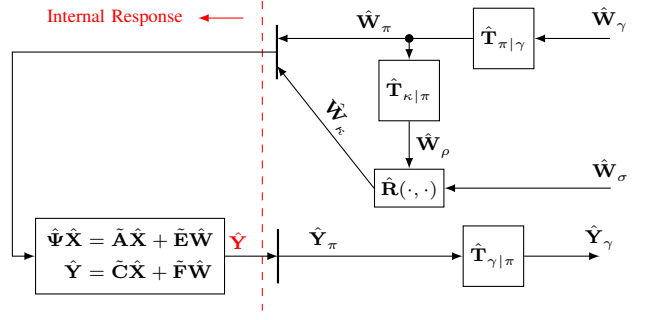 Internal Response
Ŵ_π
Ŵ_γ
T̂_{π|γ}
T̂_{κ|π}
Ŵ_κ
Ŵ_ρ
Ŵ_σ
R̂(·, ·)
Ψ̂X̂ = ÃX̂ + ẼŴ
Ŷ = C̃X̂ + F̃Ŵ
Ŷ
Ŷ_π
T̂_{γ|π}
Ŷ_γ